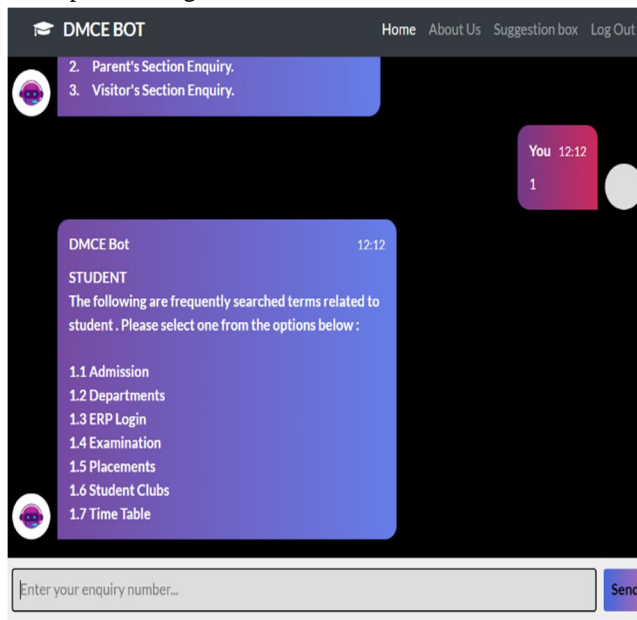 DMCE BOT
Home About Us Suggestion box Log Out
2. Parent's Section Enquiry.
3. Visitor's Section Enquiry.
You 12:12
1
DMCE Bot 12:12
STUDENT
The following are frequently searched terms related to
student . Please select one from the options below :
1.1 Admission
1.2 Departments
1.3 ERP Login
1.4 Examination
1.5 Placements
1.6 Student Clubs
1.7 Time Table
Enter your enquiry number...
Send